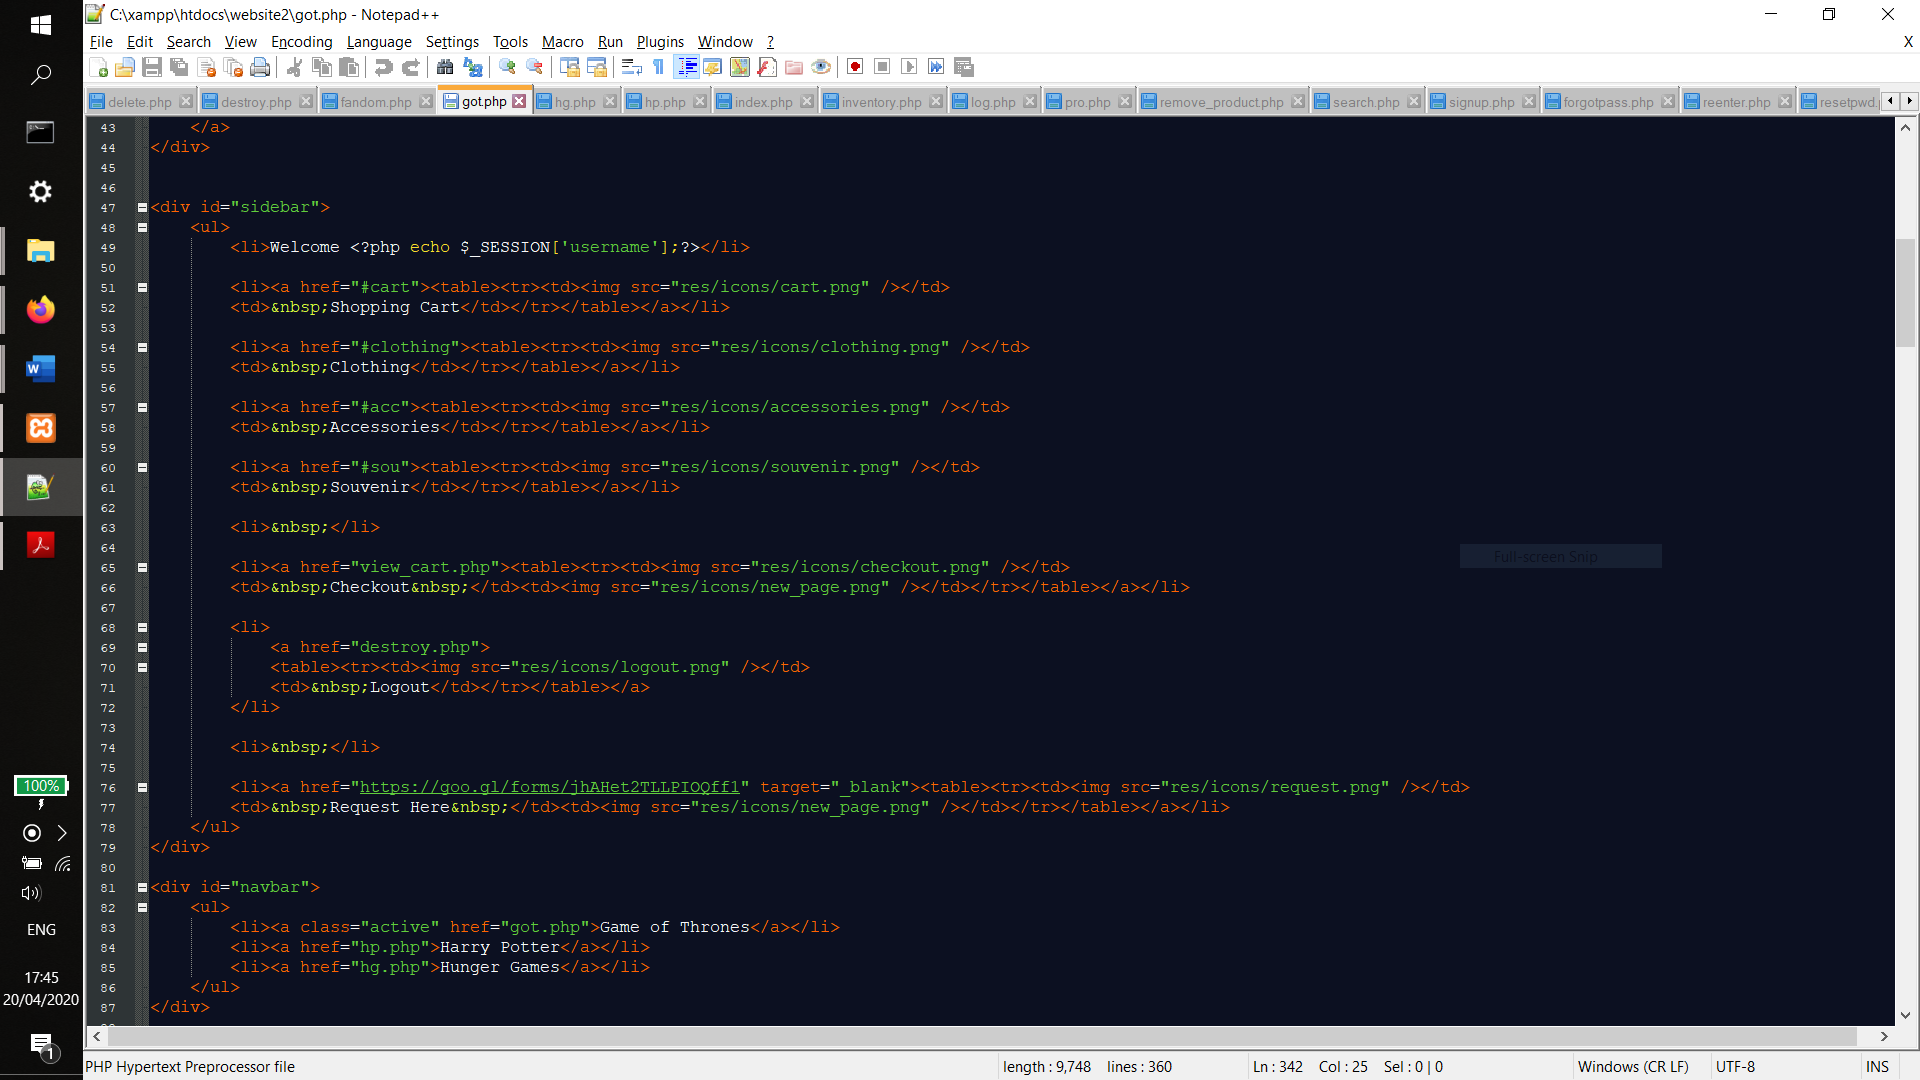 C:\xampp\htdocs\website2\got.php - Notepad++
File Edit Search View Encoding Language Settings Tools Macro Run Plugins Window ? X
delete.php destroy.php fandom.php got.php hg.php hp.php index.php inventory.php log.php pro.php remove_product.php search.php signup.php forgotpass.php reenter.php resetpwd.
43 </a>
44 </div>
45
46
47 <div id="sidebar">
48 <ul>
49 <li>Welcome <?php echo $_SESSION['username'];?></li>
50
51 <li><a href="#cart"><table><tr><td><img src="res/icons/cart.png" /></td>
52 <td>&nbsp;Shopping Cart</td></tr></table></a></li>
53
54 <li><a href="#clothing"><table><tr><td><img src="res/icons/clothing.png" /></td>
55 <td>&nbsp;Clothing</td></tr></table></a></li>
56
57 <li><a href="#acc"><table><tr><td><img src="res/icons/accessories.png" /></td>
58 <td>&nbsp;Accessories</td></tr></table></a></li>
59
60 <li><a href="#sou"><table><tr><td><img src="res/icons/souvenir.png" /></td>
61 <td>&nbsp;Souvenir</td></tr></table></a></li>
62
63 <li>&nbsp;</li>
64
65 <li><a href="view_cart.php"><table><tr><td><img src="res/icons/checkout.png" /></td>
66 <td>&nbsp;Checkout&nbsp;</td><td><img src="res/icons/new_page.png" /></td></tr></table></a></li>
67
68 <li>
69 <a href="destroy.php">
70 <table><tr><td><img src="res/icons/logout.png" /></td>
71 <td>&nbsp;Logout</td></tr></table></a>
72 </li>
73
74 <li>&nbsp;</li>
75
76 <li><a href="https://goo.gl/forms/jhAHet2TLLPIOQff1" target="_blank"><table><tr><td><img src="res/icons/request.png" /></td>
77 <td>&nbsp;Request Here&nbsp;</td><td><img src="res/icons/new_page.png" /></td></tr></table></a></li>
78 </ul>
79 </div>
80
81 <div id="navbar">
82 <ul>
83 <li><a class="active" href="got.php">Game of Thrones</a></li>
84 <li><a href="hp.php">Harry Potter</a></li>
85 <li><a href="hg.php">Hunger Games</a></li>
86 </ul>
87 </div>
Full-screen Snip
100%
ENG
17:45
20/04/2020
1
PHP Hypertext Preprocessor file length : 9,748 lines : 360 Ln : 342 Col : 25 Sel : 0 | 0 Windows (CR LF) UTF-8 INS